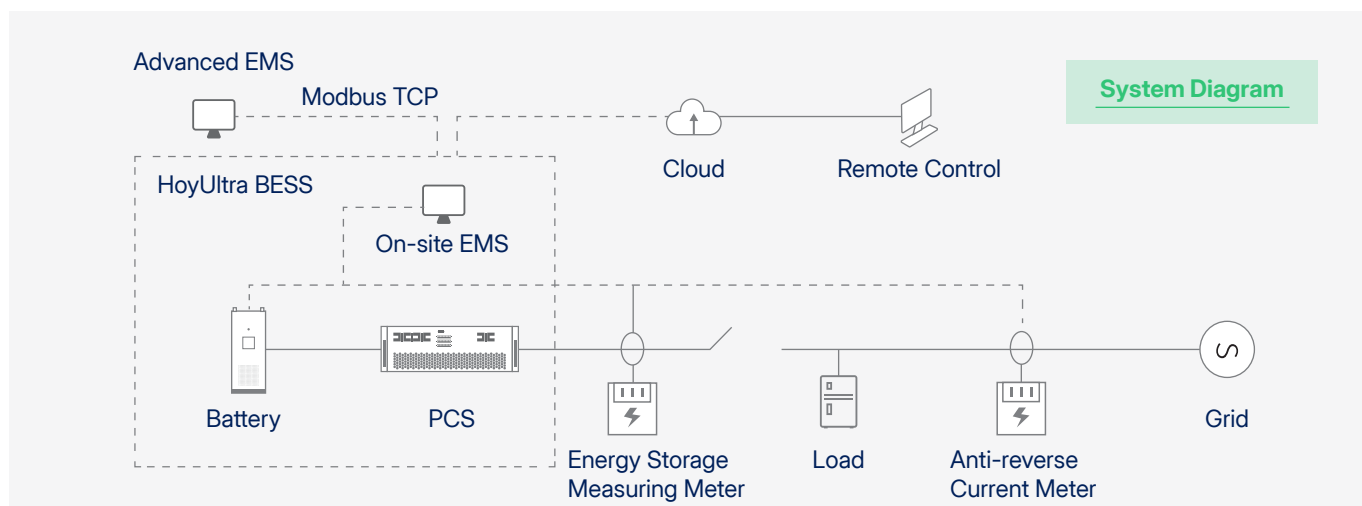 Advanced EMS
Modbus TCP
System Diagram
Cloud
Remote Control
HoyUltra BESS
On-site EMS
Battery
PCS
Energy Storage
Measuring Meter
Load
Anti-reverse
Current Meter
S
Grid